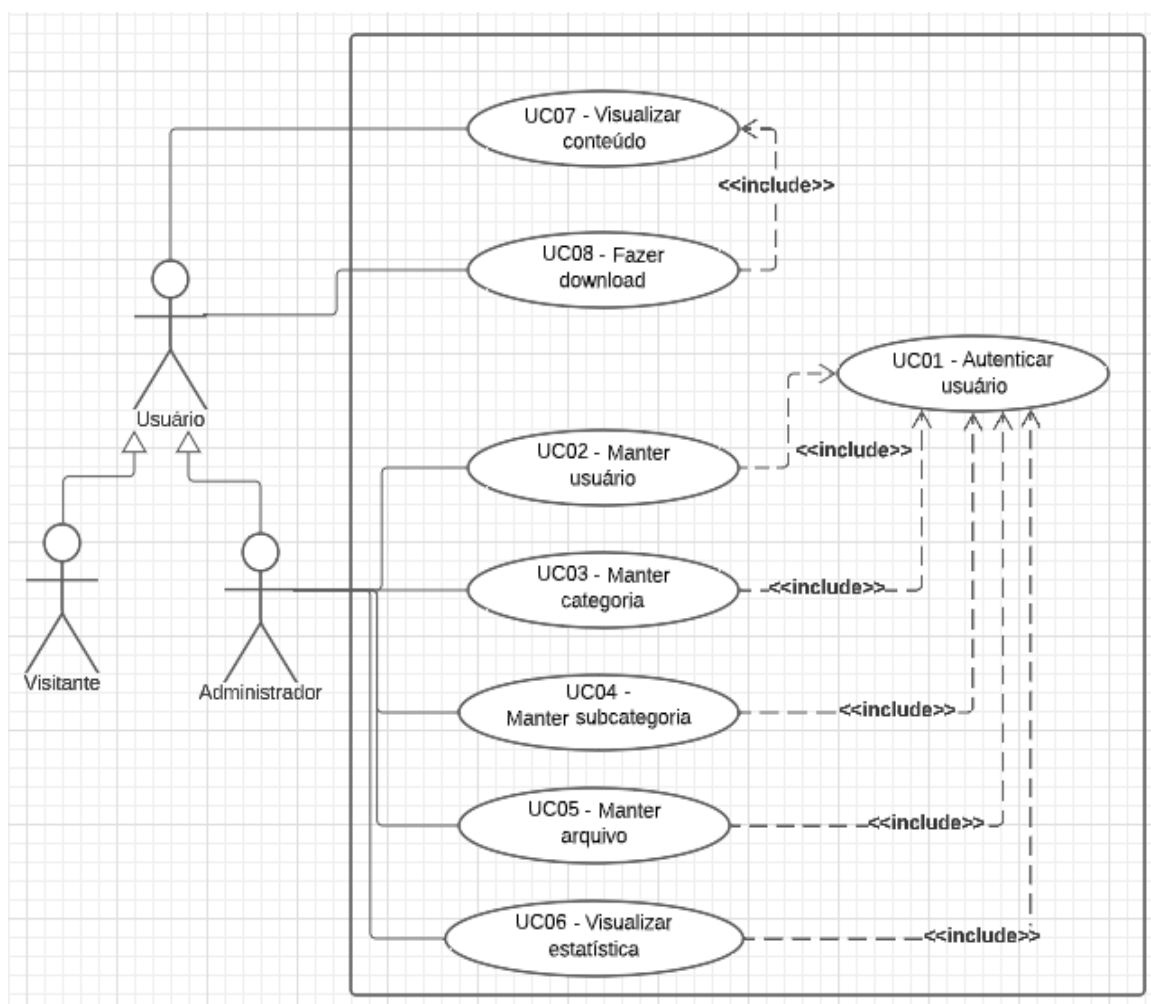 UC07 - Visualizar
conteúdo
<<include>>
UC08 - Fazer
download
UC01 - Autenticar
usuário
Usuário
UC02 - Manter
usuário
<<include>>
UC03 - Manter
categoria
<<include>>
Visitante
Administrador
UC04 -
Manter subcategoria
<<include>>
UC05 - Manter
arquivo
<<include>>
UC06 - Visualizar
estatística
<<include>>